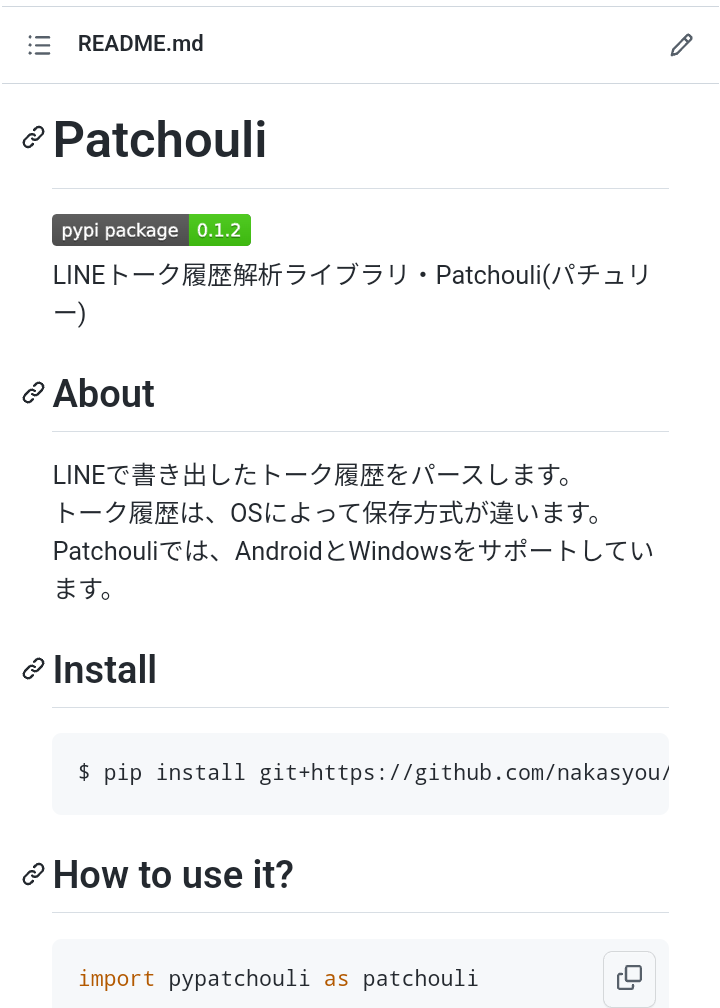 README.md
Patchouli
pypi package 0.1.2
LINEトーク履歴解析ライブラリ・Patchouli(パチュリ
ー)
About
LINEで書き出したトーク履歴をパースします。
トーク履歴は、OSによって保存方式が違います。
Patchouliでは、AndroidとWindowsをサポートしてい
ます。
Install
$ pip install git+https://github.com/nakasyou/
How to use it?
import pypatchouli as patchouli